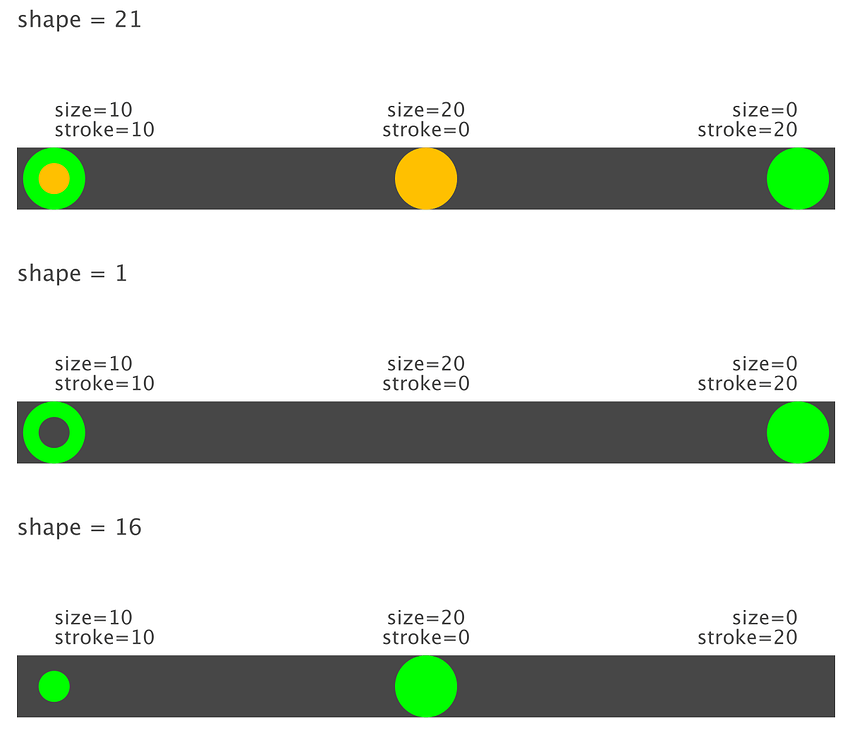 shape = 21
size=10
stroke=10
size=20
stroke=0
size=0
stroke=20
shape = 1
size=10
stroke=10
size=20
stroke=0
size=0
stroke=20
shape = 16
size=10
stroke=10
size=20
stroke=0
size=0
stroke=20